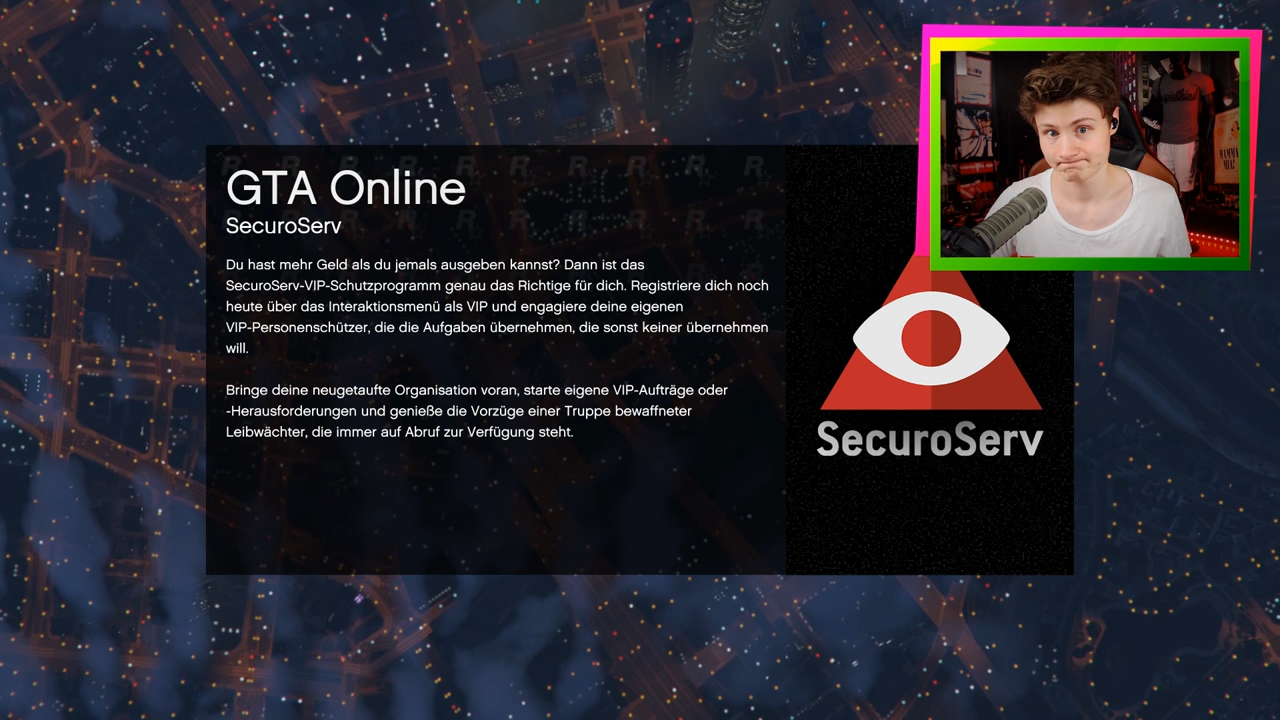 GTA Online
SecuroServ
Du hast mehr Geld als du jemals ausgeben kannst? Dann ist das
SecuroServ-VIP-Schutzprogramm genau das Richtige für dich. Registriere dich noch
heute über das Interaktionsmenü als VIP und engagiere deine eigenen
VIP-Personenschützer, die die Aufgaben übernehmen, die sonst keiner übernehmen
will.
Bringe deine neugetaufte Organisation voran, starte eigene VIP-Aufträge oder
-Herausforderungen und genieße die Vorzüge einer Truppe bewaffneter
Leibwächter, die immer auf Abruf zur Verfügung steht.
SecuroServ
MAMMA
MIA!